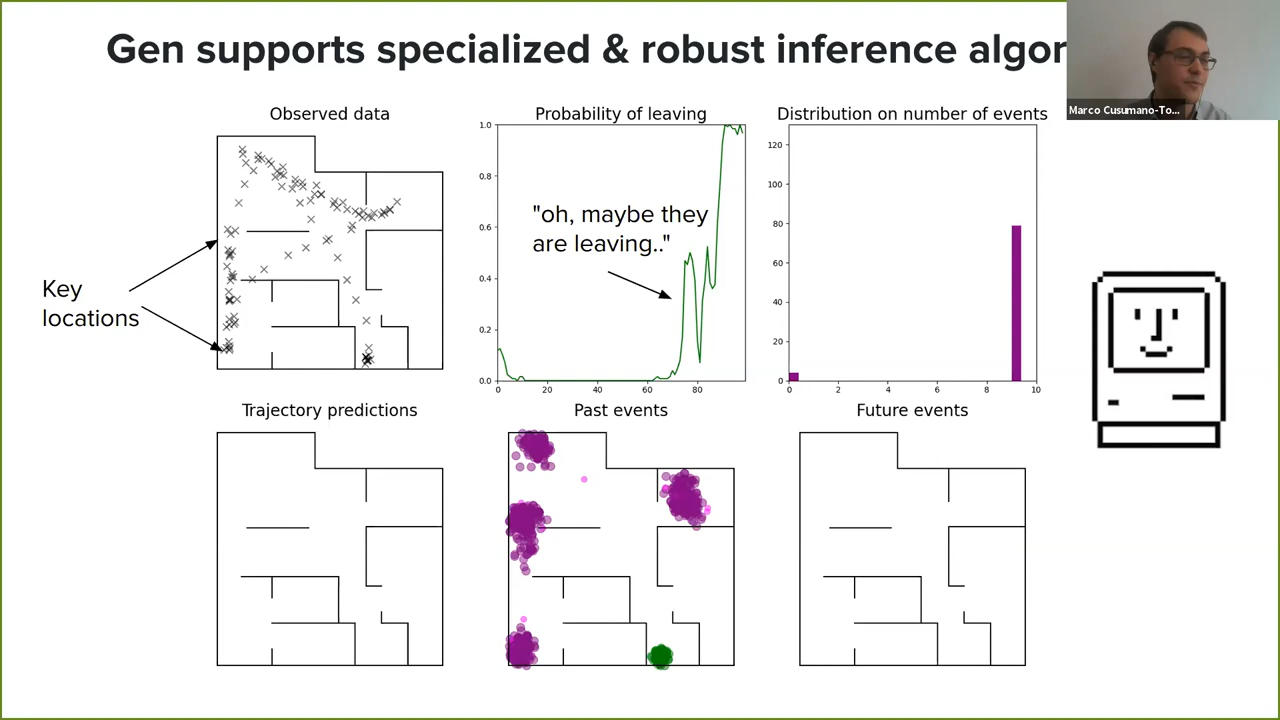 Gen supports specialized & robust inference algor
Marco Cusumano-To...
Observed data
Probability of leaving
Distribution on number of events
1.0
0.8
0.6
0.4
0.2
0.0
0
20
40
60
80
120
100
80
60
40
20
0
0
2
4
6
8
10
"oh, maybe they
are leaving.."
Key
locations
Trajectory predictions
Past events
Future events